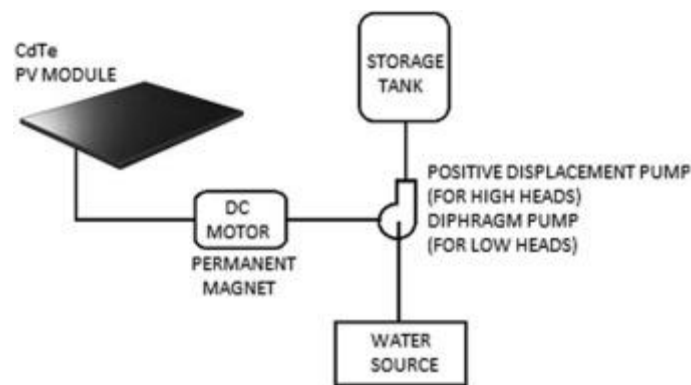 CdTe
PV MODULE
STORAGE
TANK
POSITIVE DISPLACEMENT PUMP
(FOR HIGH HEADS)
DIPHRAGM PUMP
(FOR LOW HEADS)
DC
MOTOR
PERMANENT
MAGNET
WATER
SOURCE